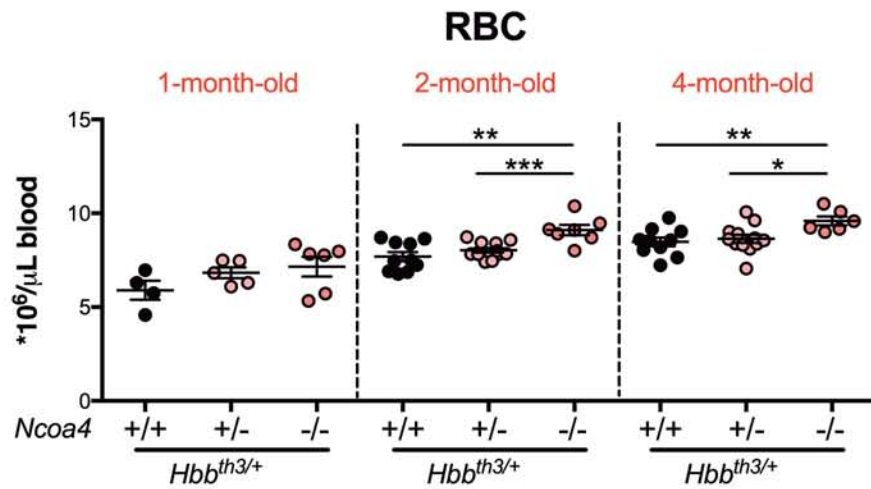 RBC
1-month-old 2-month-old 4-month-old
15
10
5
0
*10⁶/μL blood
** **
*** *
Ncoa4 +/+ +/- -/- +/+ +/- -/- +/+ +/- -/-
Hbbᵗʰ³/⁺ Hbbᵗʰ³/⁺ Hbbᵗʰ³/⁺